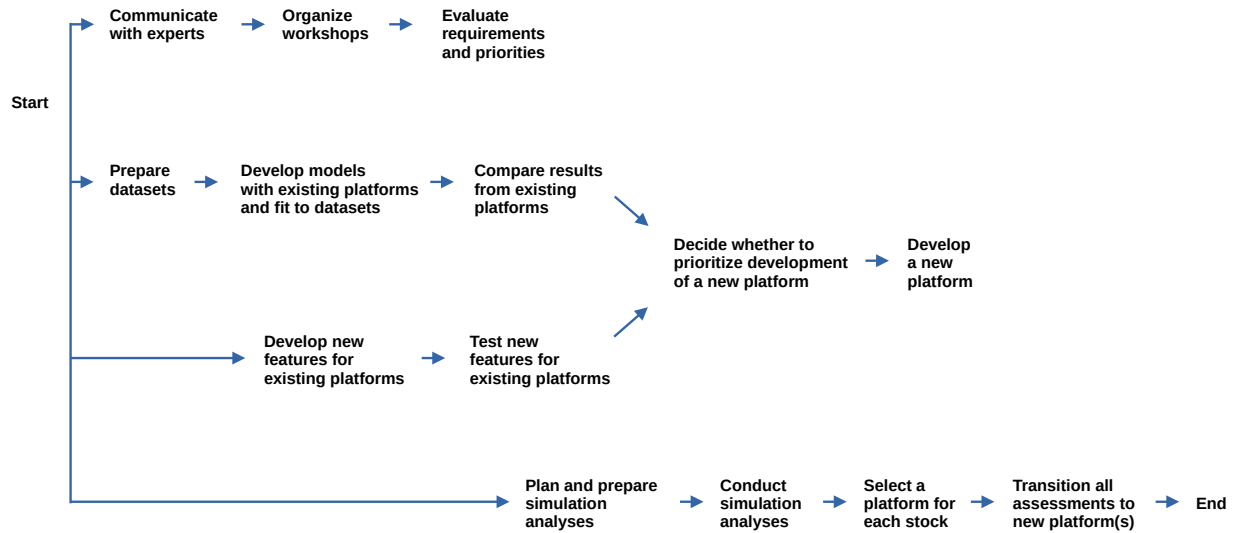 Communicate
with experts
Organize
workshops
Evaluate
requirements
and priorities
Start
Prepare
datasets
Develop models
with existing platforms
and fit to datasets
Compare results
from existing
platforms
Decide whether to
prioritize development
of a new platform
Develop
a new
platform
Develop new
features for
existing platforms
Test new
features for
existing platforms
Plan and prepare
simulation
analyses
Conduct
simulation
analyses
Select a
platform for
each stock
Transition all
assessments to
new platform(s)
End